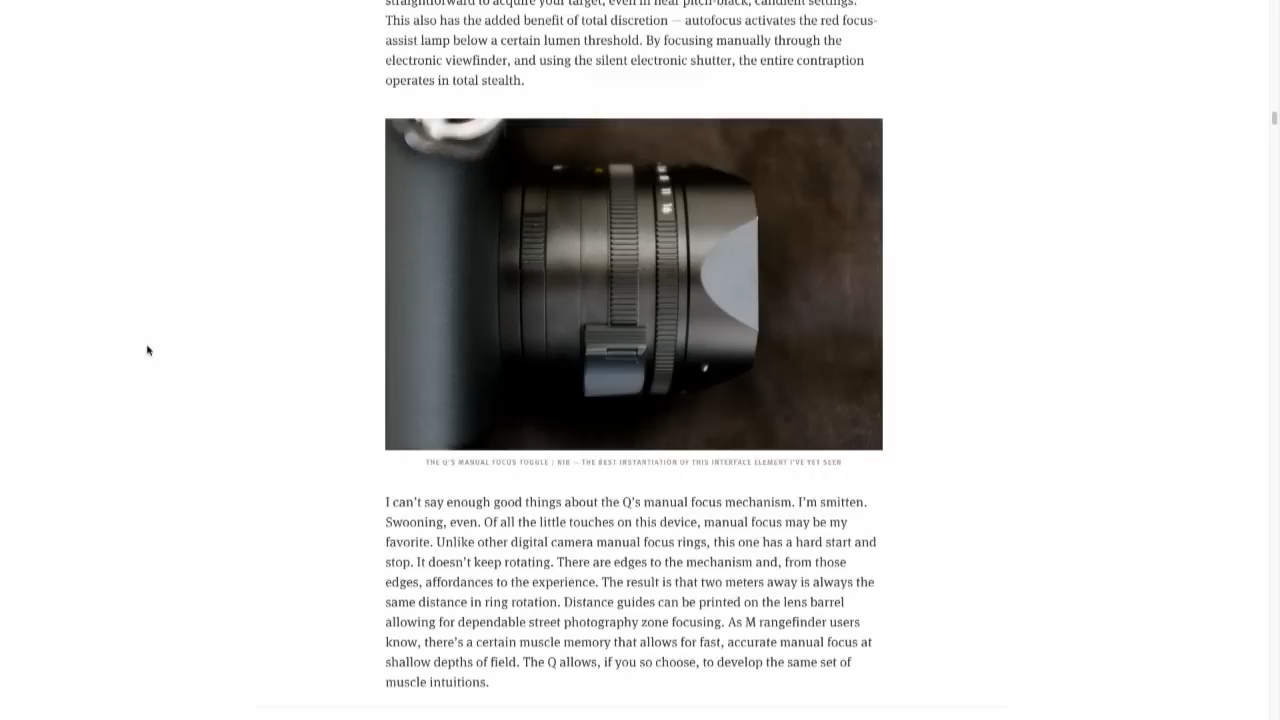 straightforward to acquire your target, even in near pitch-black, candlelit settings.
This also has the added benefit of total discretion — autofocus activates the red focus-
assist lamp below a certain lumen threshold. By focusing manually through the
electronic viewfinder, and using the silent electronic shutter, the entire contraption
operates in total stealth.
8
11
16
THE Q'S MANUAL FOCUS TOGGLE / NIB — THE BEST INSTANTIATION OF THIS INTERFACE ELEMENT I'VE YET SEEN
I can't say enough good things about the Q's manual focus mechanism. I'm smitten.
Swooning, even. Of all the little touches on this device, manual focus may be my
favorite. Unlike other digital camera manual focus rings, this one has a hard start and
stop. It doesn't keep rotating. There are edges to the mechanism and, from those
edges, affordances to the experience. The result is that two meters away is always the
same distance in ring rotation. Distance guides can be printed on the lens barrel
allowing for dependable street photography zone focusing. As M rangefinder users
know, there's a certain muscle memory that allows for fast, accurate manual focus at
shallow depths of field. The Q allows, if you so choose, to develop the same set of
muscle intuitions.